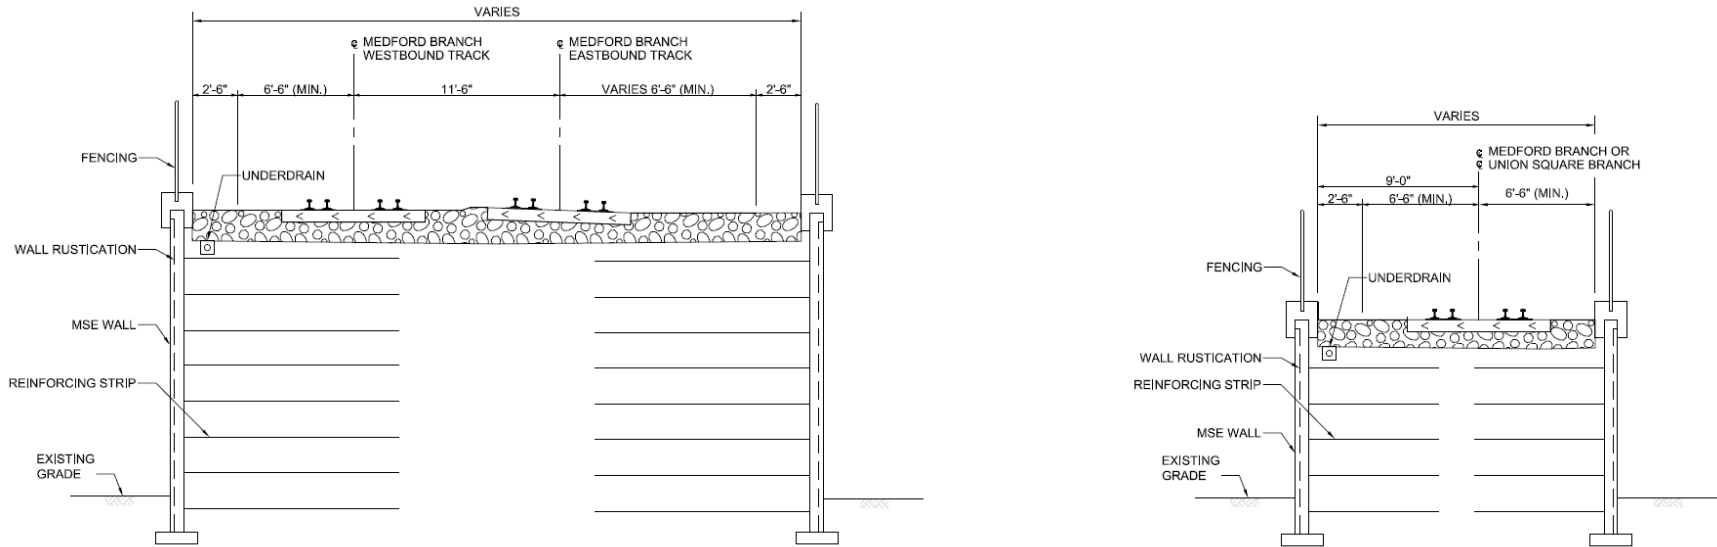 VARIES
℄ MEDFORD BRANCH
WESTBOUND TRACK
℄ MEDFORD BRANCH
EASTBOUND TRACK
2'-6"
6'-6" (MIN.)
11'-6"
VARIES 6'-6" (MIN.)
2'-6"
FENCING
UNDERDRAIN
WALL RUSTICATION
MSE WALL
REINFORCING STRIP
EXISTING
GRADE
VARIES
℄ MEDFORD BRANCH OR
℄ UNION SQUARE BRANCH
9'-0"
2'-6"
6'-6" (MIN.)
6'-6" (MIN.)
FENCING
UNDERDRAIN
WALL RUSTICATION
REINFORCING STRIP
MSE WALL
EXISTING
GRADE